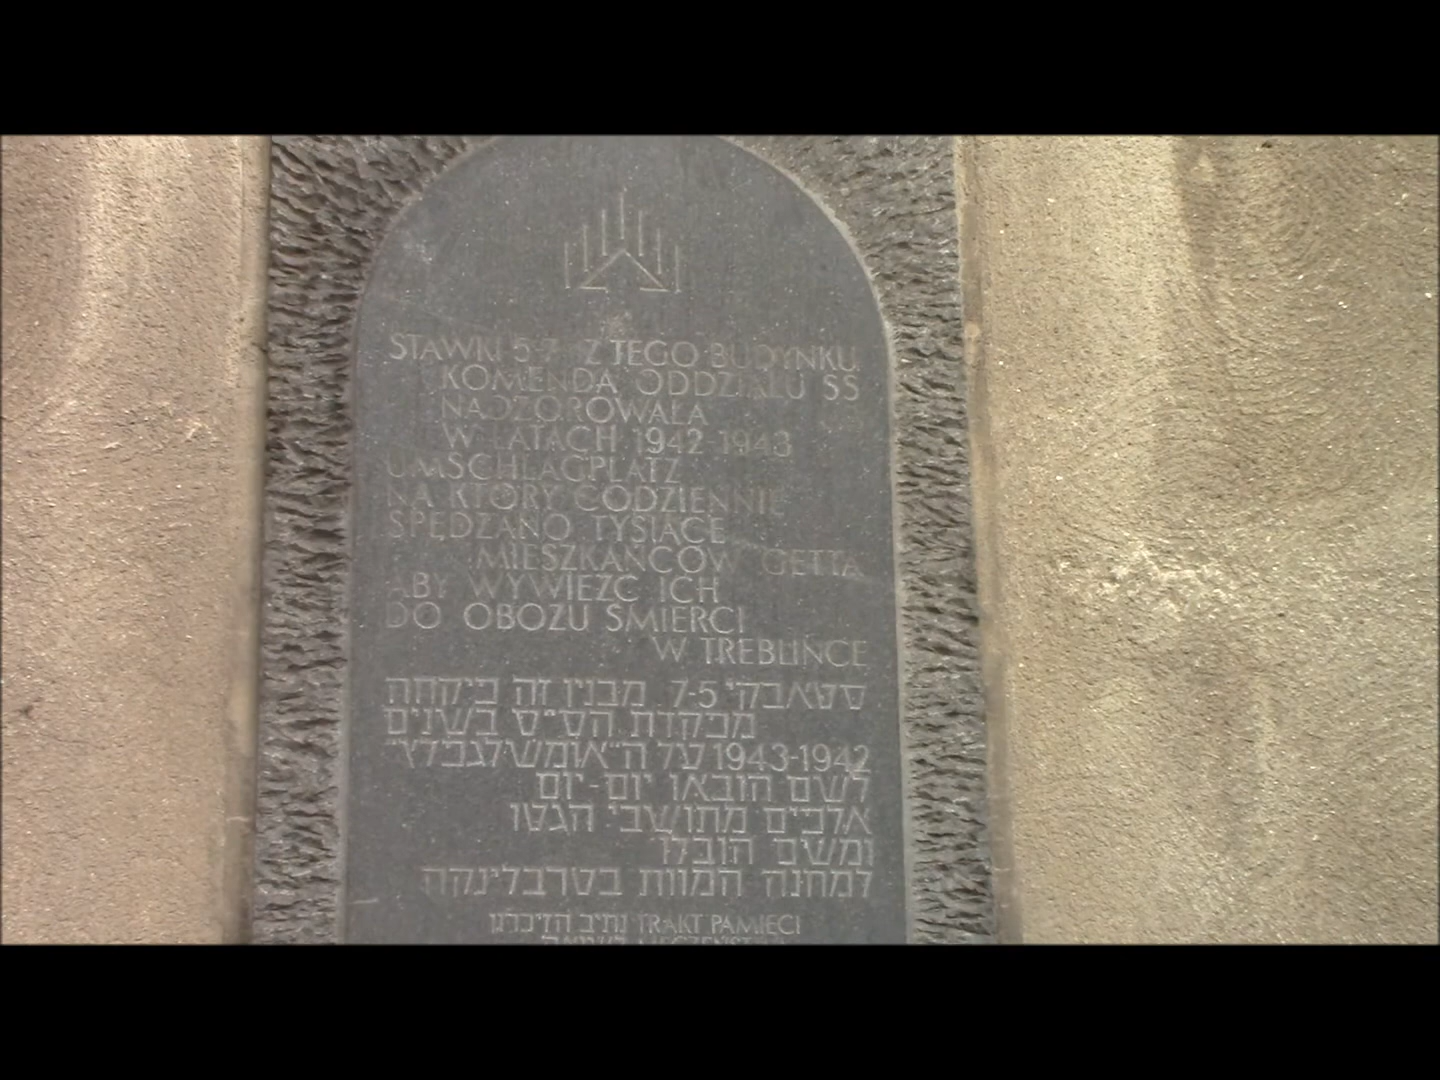 STAWKI 5-7 Z TEGO BUDYNKU
KOMENDA ODDZIAŁU SS
NADZOROWAŁA
W LATACH 1942 1943
UMSCHLAGPLATZ
NA KTÓRY CODZIENNIE
SPĘDZANO TYSIĄCE
MIESZKAŃCÓW GETTA
ABY WYWIEŹĆ ICH
DO OBOZU ŚMIERCI
W TREBLINCE
סטאבקי 7-5. מבנין זה פיקחה
מפקדת הס"ס בשנים
1943-1942 על ה"אומשלגפלץ"
לשם הובאו יום-יום
אלפים מתושבי הגטו
ומשם הובלו
למחנה המוות בטרבלינקה
נתיב הזיכרון TRAKT PAMIĘCI